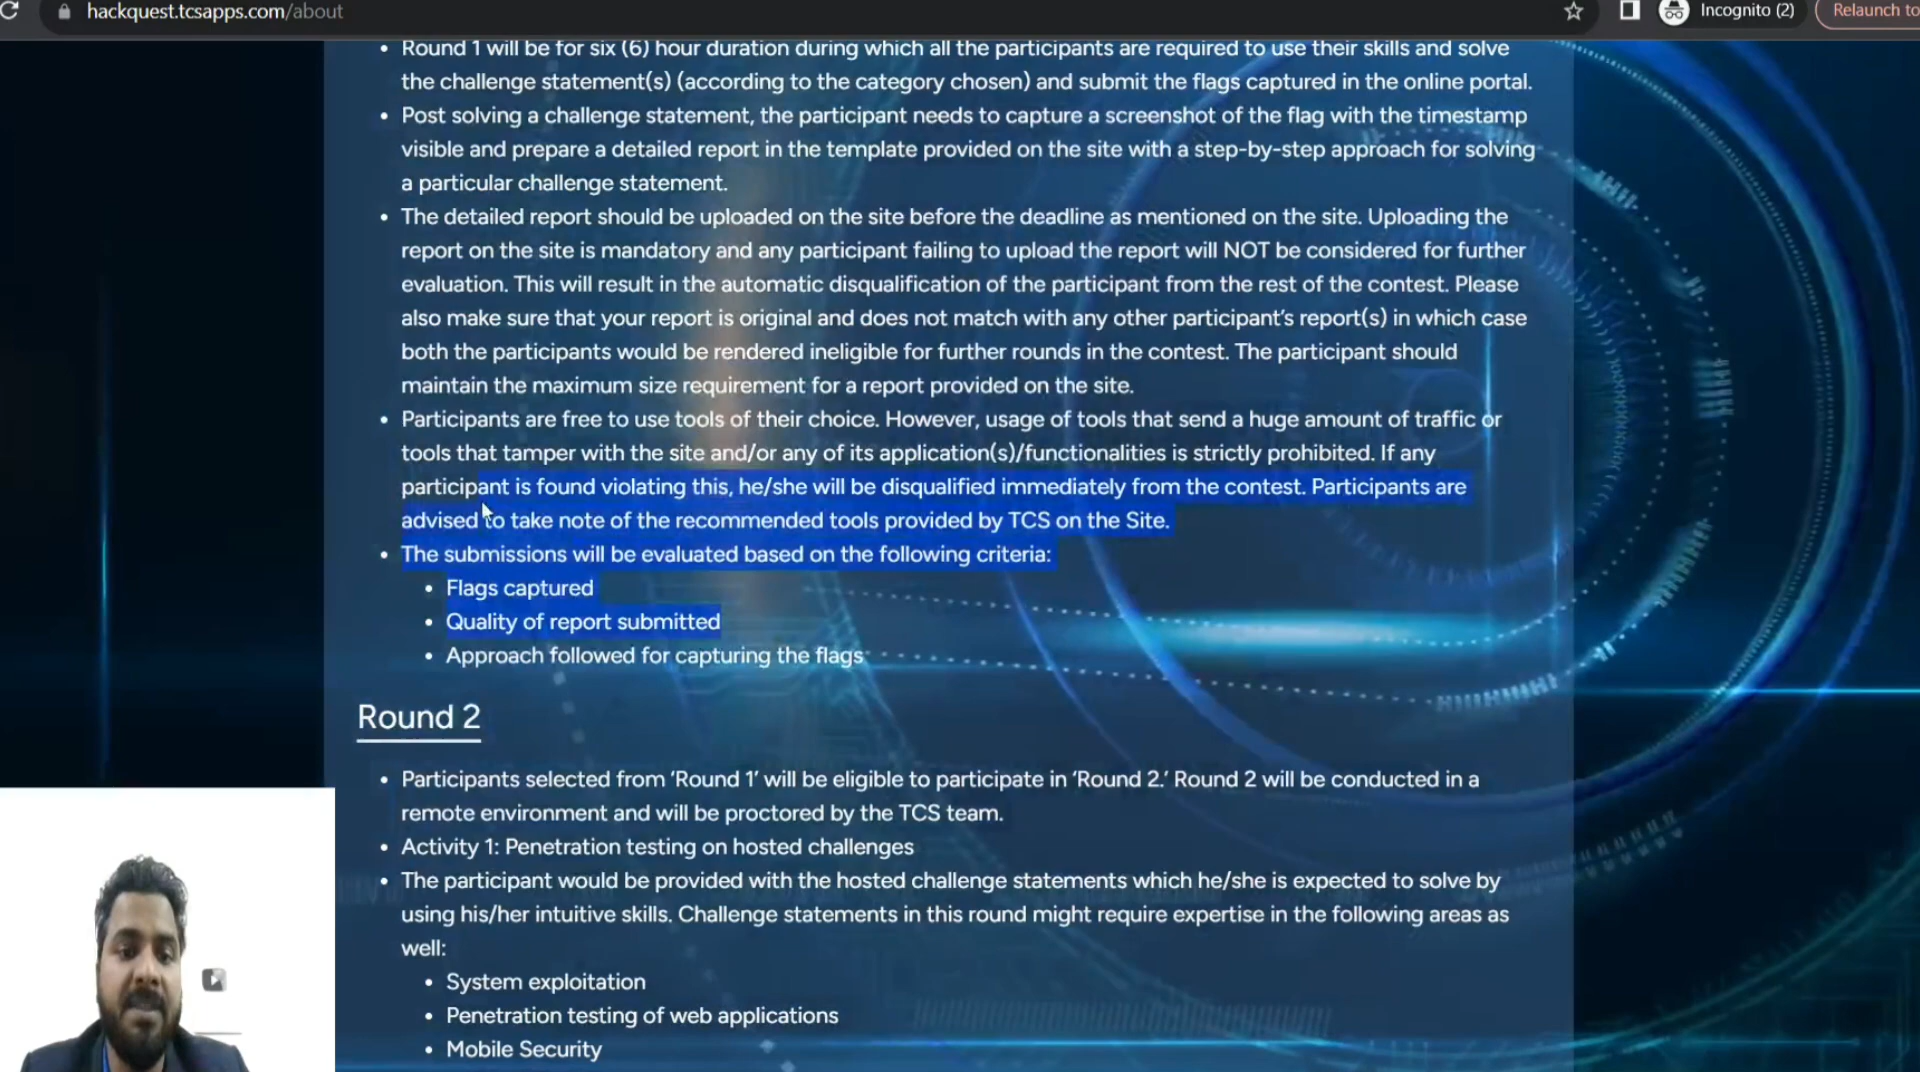 hackquest.tcsapps.com/about
Incognito (2)
Relaunch to
• Round 1 will be for six (6) hour duration during which all the participants are required to use their skills and solve
the challenge statement(s) (according to the category chosen) and submit the flags captured in the online portal.
• Post solving a challenge statement, the participant needs to capture a screenshot of the flag with the timestamp
visible and prepare a detailed report in the template provided on the site with a step-by-step approach for solving
a particular challenge statement.
• The detailed report should be uploaded on the site before the deadline as mentioned on the site. Uploading the
report on the site is mandatory and any participant failing to upload the report will NOT be considered for further
evaluation. This will result in the automatic disqualification of the participant from the rest of the contest. Please
also make sure that your report is original and does not match with any other participant's report(s) in which case
both the participants would be rendered ineligible for further rounds in the contest. The participant should
maintain the maximum size requirement for a report provided on the site.
• Participants are free to use tools of their choice. However, usage of tools that send a huge amount of traffic or
tools that tamper with the site and/or any of its application(s)/functionalities is strictly prohibited. If any
participant is found violating this, he/she will be disqualified immediately from the contest. Participants are
advised to take note of the recommended tools provided by TCS on the Site.
• The submissions will be evaluated based on the following criteria:
• Flags captured
• Quality of report submitted
• Approach followed for capturing the flags
Round 2
• Participants selected from 'Round 1' will be eligible to participate in 'Round 2.' Round 2 will be conducted in a
remote environment and will be proctored by the TCS team.
• Activity 1: Penetration testing on hosted challenges
• The participant would be provided with the hosted challenge statements which he/she is expected to solve by
using his/her intuitive skills. Challenge statements in this round might require expertise in the following areas as
well:
• System exploitation
• Penetration testing of web applications
• Mobile Security